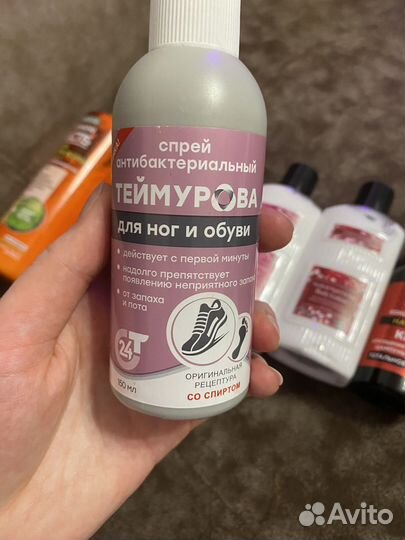 спрей
антибактериальный
ТЕЙМУРОВА
для ног и обуви
• действует с первой минуты
• надолго препятствует
появлению неприятного запаха
• от запаха
и пота
24
ОРИГИНАЛЬНАЯ
РЕЦЕПТУРА
СО СПИРТОМ
150 мл
Avito